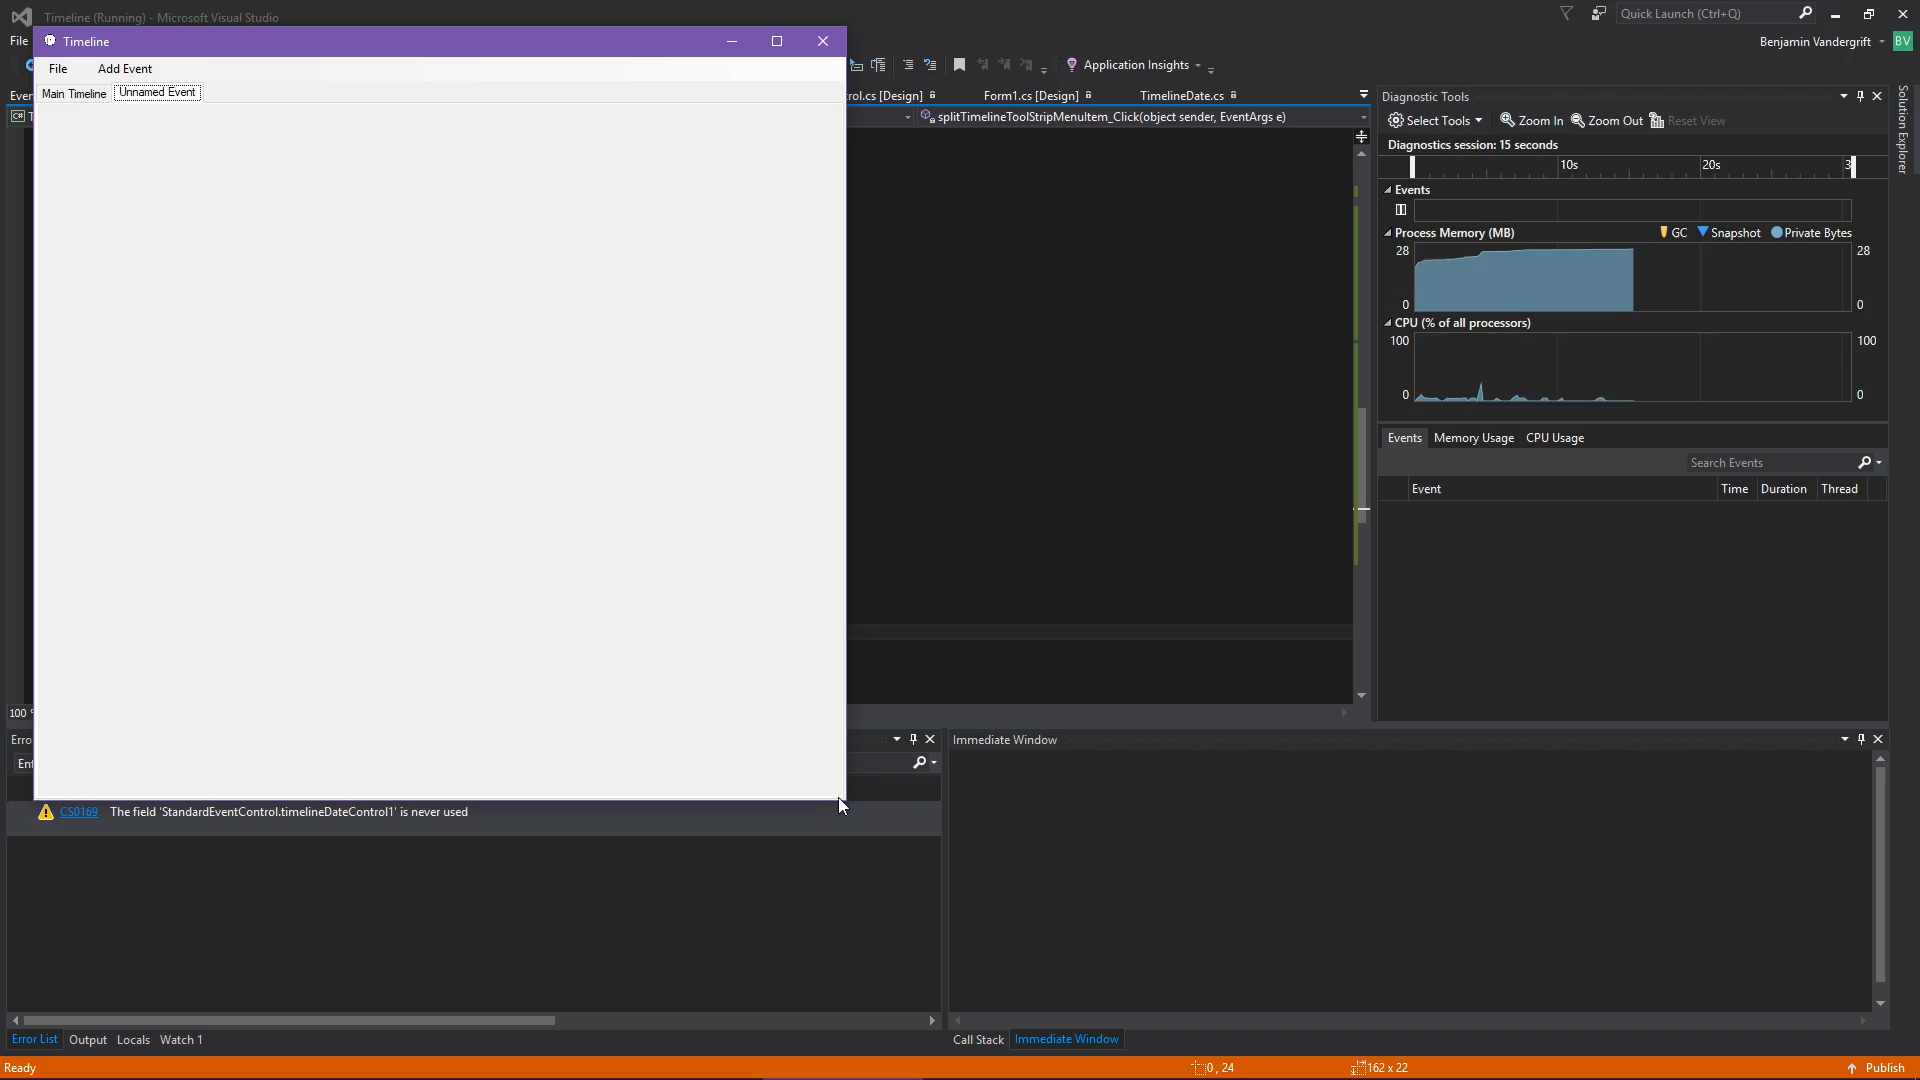 Timeline (Running) - Microsoft Visual Studio
Quick Launch (Ctrl+Q)
File
Benjamin Vandergrift
BV
Timeline
File
Add Event
Main Timeline
Unnamed Event
Application Insights
rol.cs [Design]
Form1.cs [Design]
TimelineDate.cs
splitTimelineToolStripMenuItem_Click(object sender, EventArgs e)
C#
100
Diagnostic Tools
Select Tools
Zoom In
Zoom Out
Reset View
Diagnostics session: 15 seconds
10s
20s
3
Events
Process Memory (MB)
GC
Snapshot
Private Bytes
28
28
0
0
CPU (% of all processors)
100
100
0
0
Events
Memory Usage
CPU Usage
Search Events
Event
Time
Duration
Thread
Solution Explorer
CS0169
The field 'StandardEventControl.timelineDateControl1' is never used
Error List
Output
Locals
Watch 1
Immediate Window
Call Stack
Immediate Window
Ready
0 , 24
162 x 22
Publish